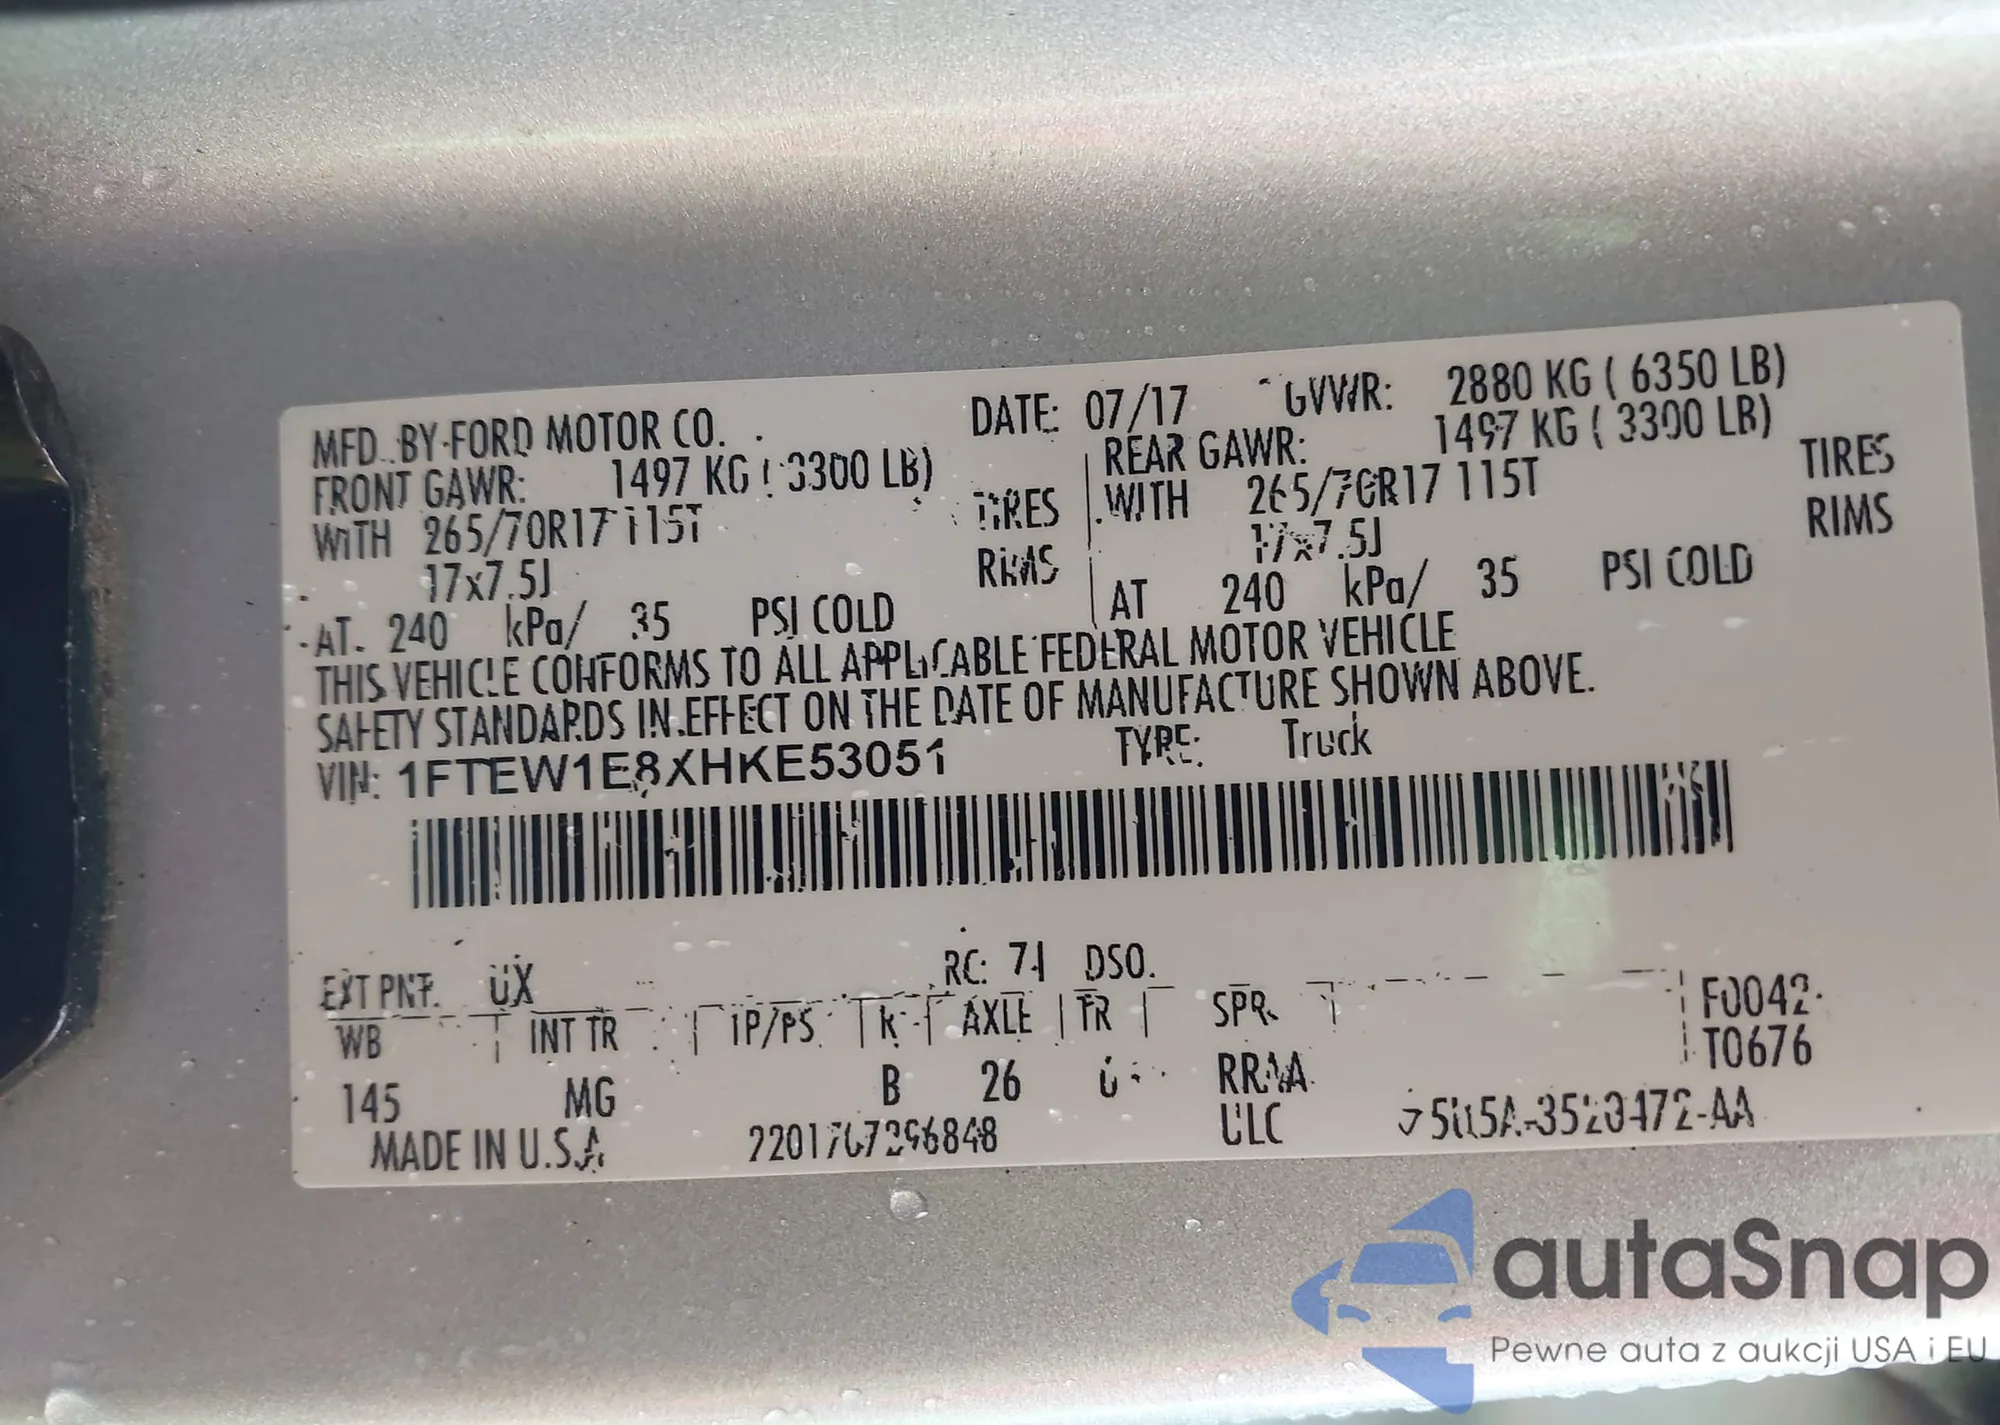 MFD. BY FORD MOTOR CO. DATE: 07/17 GVWR: 2880 KG ( 6350 LB)
FRONT GAWR: 1497 KG ( 3300 LB) REAR GAWR: 1497 KG ( 3300 LB)
WITH 265/70R17 115T TIRES WITH 265/70R17 115T TIRES
17x7.5J RIMS 17x7.5J RIMS
AT 240 kPa/ 35 PSI COLD AT 240 kPa/ 35 PSI COLD
THIS VEHICLE CONFORMS TO ALL APPLICABLE FEDERAL MOTOR VEHICLE
SAFETY STANDARDS IN EFFECT ON THE DATE OF MANUFACTURE SHOWN ABOVE.
VIN: 1FTEW1E8XHKE53051 TYPE: Truck
EXT PNT: UX RC: 74 DSO:
WB INT TR TP/PS R AXLE TR SPR F0042
T0676
145 MG B 26 RRAA
MADE IN U.S.A. ULC
autaSnap
Pewne auta z aukcji USA i EU